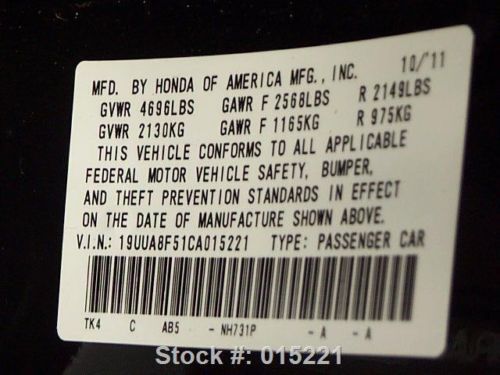 MFD. BY HONDA OF AMERICA MFG., INC. 10/'11
GVWR 4696LBS GAWR F 2568LBS R 2149LBS
GVWR 2130KG GAWR F 1165KG R 975KG
THIS VEHICLE CONFORMS TO ALL APPLICABLE
FEDERAL MOTOR VEHICLE SAFETY, BUMPER,
AND THEFT PREVENTION STANDARDS IN EFFECT
ON THE DATE OF MANUFACTURE SHOWN ABOVE.
V.I.N.: 19UUA8F51CA015221 TYPE: PASSENGER CAR
TK4 C AB5 - NH731P - A - A
Stock #: 015221